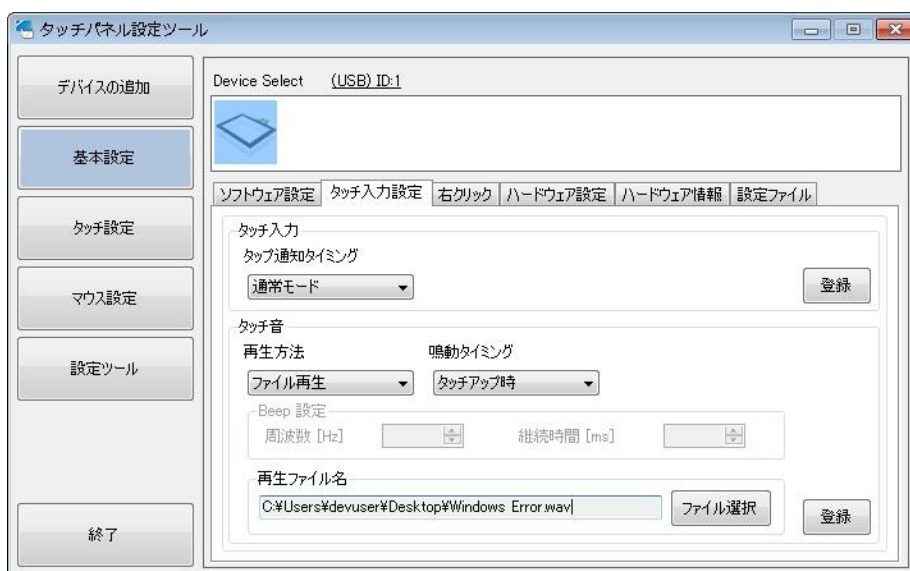 タッチパネル設定ツール
デバイスの追加
基本設定
タッチ設定
マウス設定
設定ツール
終了
Device Select (USB) ID:1
ソフトウェア設定 タッチ入力設定 右クリック ハードウェア設定 ハードウェア情報 設定ファイル
タッチ入力
タップ通知タイミング
通常モード 登録
タッチ音
再生方法 鳴動タイミング
ファイル再生 タッチアップ時
Beep 設定
周波数 [Hz] 継続時間 [ms]
再生ファイル名
C:¥Users¥devuser¥Desktop¥Windows Error.wav ファイル選択
登録